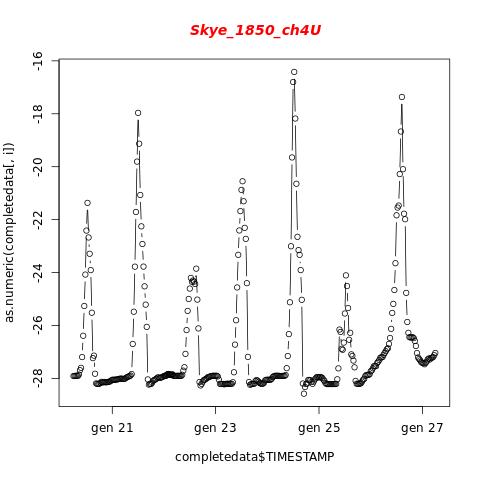 Skye_1850_ch4U
as.numeric(completedata[, i])
-16
-18
-20
-22
-24
-26
-28
gen 21
gen 23
gen 25
gen 27
completedata$TIMESTAMP